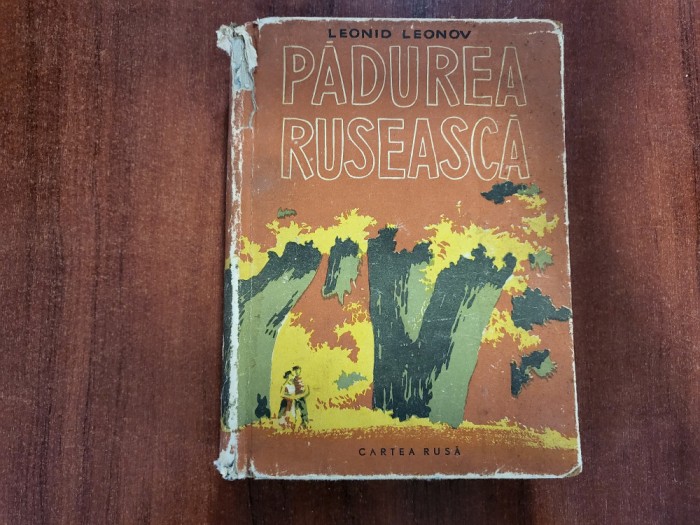 LEONID LEONOV
PĂDUREA
RUSEASCĂ
CARTEA RUSĂ